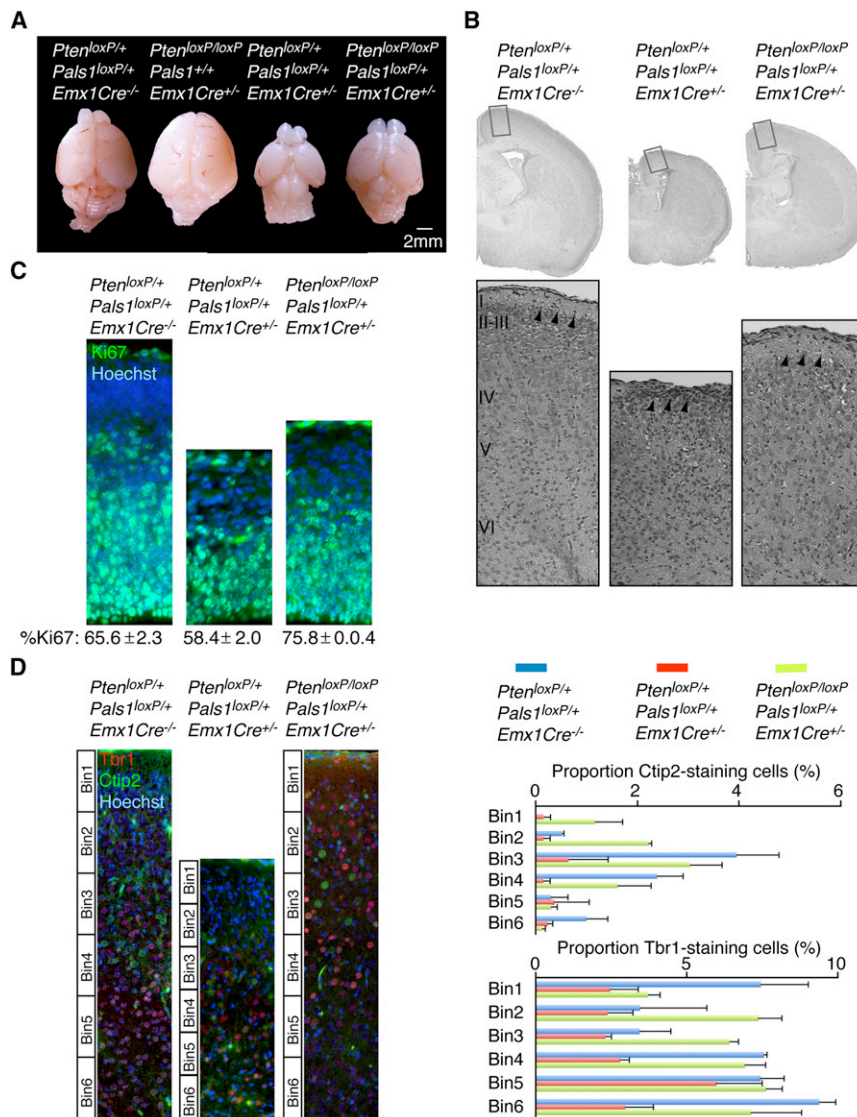 A
Pten^loxP/+ Pten^loxP/loxP Pten^loxP/+ Pten^loxP/loxP
Pals1^loxP/+ Pals1^+/+ Pals1^loxP/+ Pals1^loxP/+
Emx1Cre^-/- Emx1Cre^+/- Emx1Cre^+/- Emx1Cre^+/-
2mm
B
Pten^loxP/+ Pten^loxP/+ Pten^loxP/loxP
Pals1^loxP/+ Pals1^loxP/+ Pals1^loxP/+
Emx1Cre^-/- Emx1Cre^+/- Emx1Cre^+/-
I
II-III
IV
V
VI
C
Pten^loxP/+ Pten^loxP/+ Pten^loxP/loxP
Pals1^loxP/+ Pals1^loxP/+ Pals1^loxP/+
Emx1Cre^-/- Emx1Cre^+/- Emx1Cre^+/-
Ki67
Hoechst
%Ki67: 65.6 ±2.3 58.4± 2.0 75.8±0.0.4
D
Pten^loxP/+ Pten^loxP/+ Pten^loxP/loxP
Pals1^loxP/+ Pals1^loxP/+ Pals1^loxP/+
Emx1Cre^-/- Emx1Cre^+/- Emx1Cre^+/-
Tbr1
Ctip2
Hoechst
Bin1
Bin2
Bin3
Bin4
Bin5
Bin6
Bin1
Bin2
Bin3
Bin4
Bin5
Bin6
Bin1
Bin2
Bin3
Bin4
Bin5
Bin6
Pten^loxP/+ Pten^loxP/+ Pten^loxP/loxP
Pals1^loxP/+ Pals1^loxP/+ Pals1^loxP/+
Emx1Cre^-/- Emx1Cre^+/- Emx1Cre^+/-
Proportion Ctip2-staining cells (%)
0 2 4 6
Bin1
Bin2
Bin3
Bin4
Bin5
Bin6
Proportion Tbr1-staining cells (%)
0 5 10
Bin1
Bin2
Bin3
Bin4
Bin5
Bin6